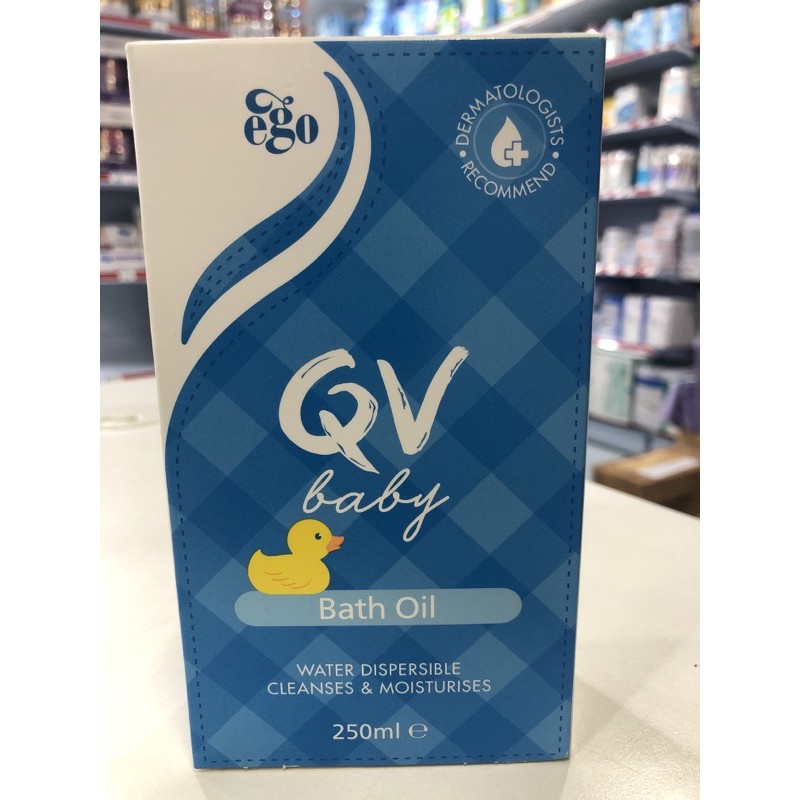 ego
• DERMATOLOGISTS •
RECOMMEND
QV
baby
Bath Oil
WATER DISPERSIBLE
CLEANSES & MOISTURISES
250ml ℮